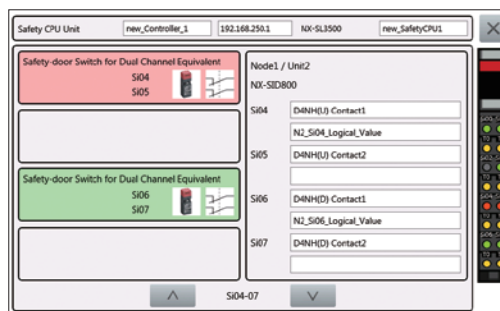 Safety CPU Unit new_Controller_1 192.168.250.1 NX-SL3500 new_SafetyCPU1
Safety-door Switch for Dual Channel Equivalent
Si04
Si05
Safety-door Switch for Dual Channel Equivalent
Si06
Si07
Node1 / Unit2
NX-SID800
Si04 D4NH(U) Contact1
N2_Si04_Logical_Value
Si05 D4NH(U) Contact2
Si06 D4NH(D) Contact1
N2_Si06_Logical_Value
Si07 D4NH(D) Contact2
Si04-07